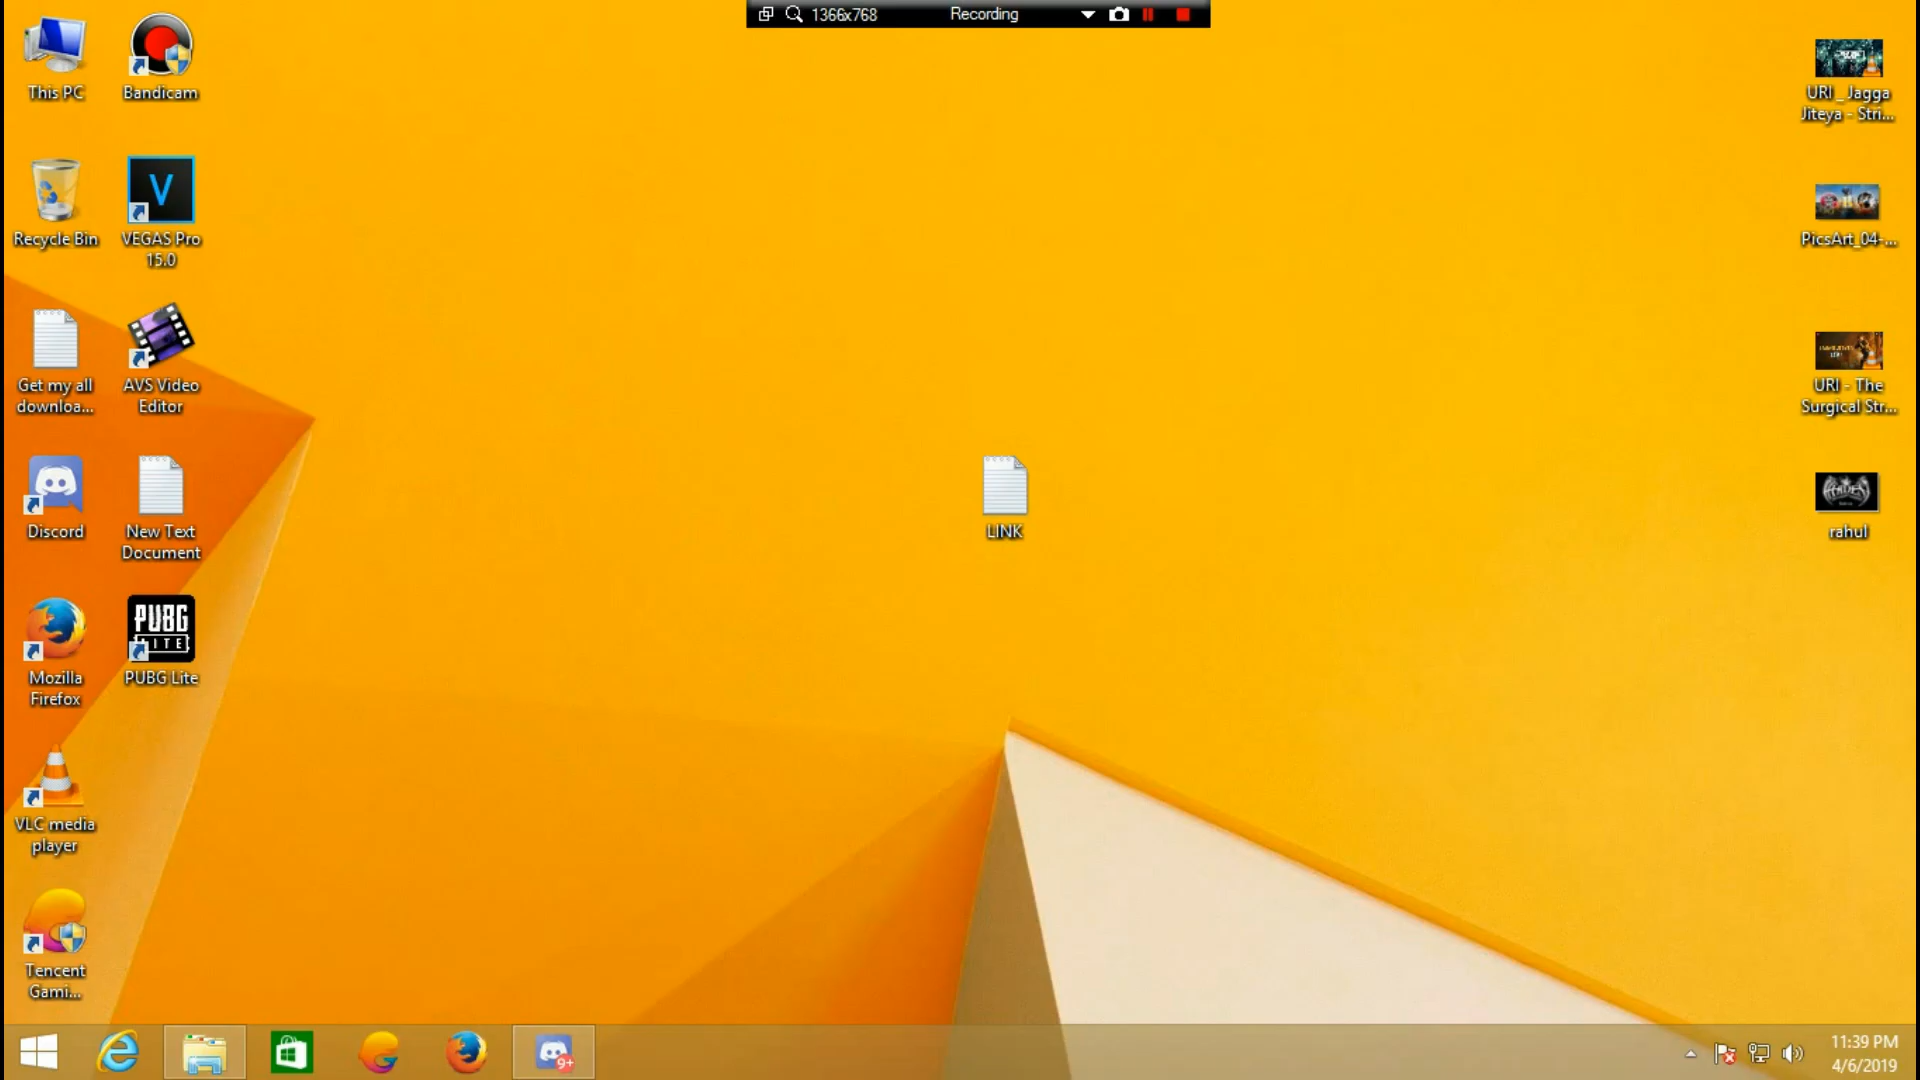 1366x768 Recording
This PC
Bandicam
Recycle Bin
V
VEGAS Pro
15.0
Get my all
downloa...
AVS Video
Editor
Discord
New Text
Document
Mozilla
Firefox
PUBG
LITE
PUBG Lite
VLC media
player
Tencent
Gami...
LINK
URI _ Jagga
Jiteya - Stri...
PicsArt_04-...
URI - The
Surgical Str...
rahul
9+
11:39 PM
4/6/2019